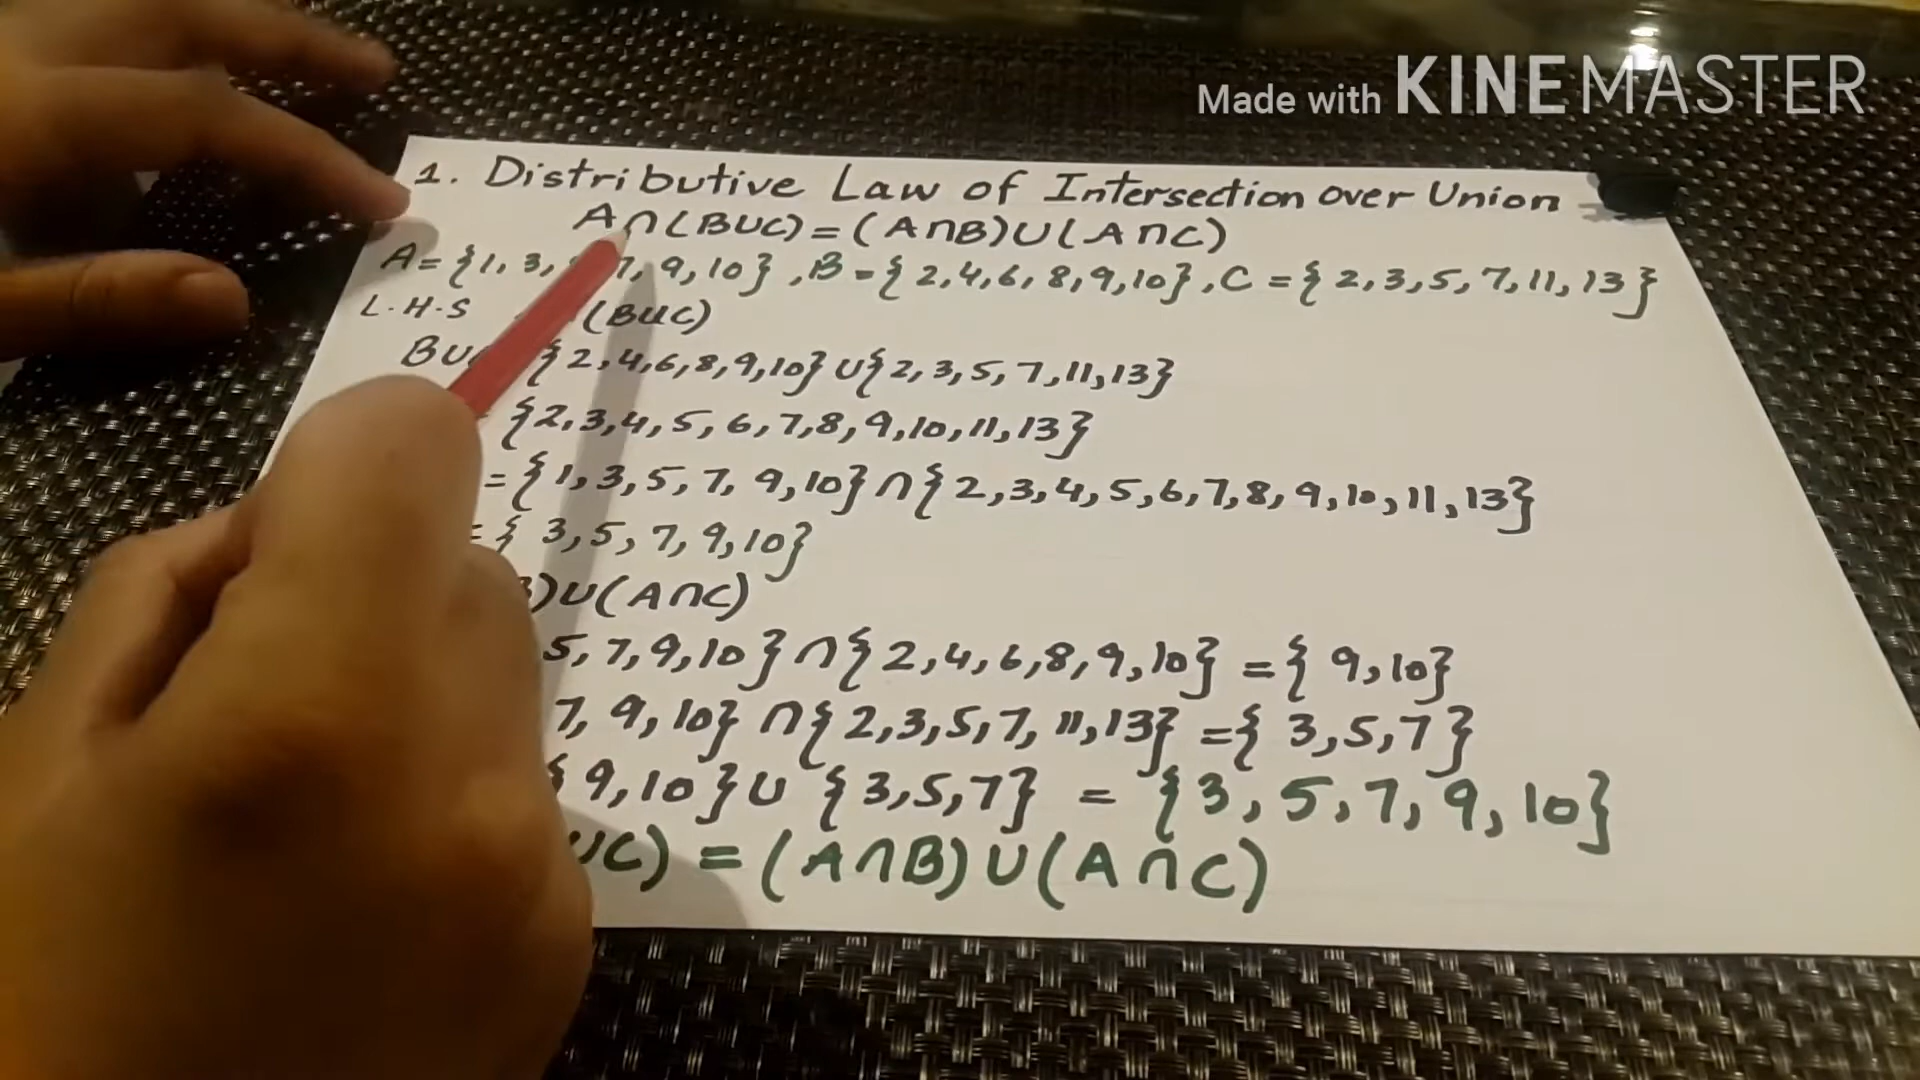 Made with KINEMASTER
1. Distributive Law of Intersection over Union
A∩(B∪C)=(A∩B)∪(A∩C)
A={1,3, 7,9,10},B={2,4,6,8,9,10},C={2,3,5,7,11,13}
L.H.S (B∪C)
B∪ {2,4,6,8,9,10}∪{2,3,5,7,11,13}
{2,3,4,5,6,7,8,9,10,11,13}
={1,3,5,7,9,10}∩{2,3,4,5,6,7,8,9,10,11,13}
={3,5,7,9,10}
)∪(A∩C)
5,7,9,10}∩{2,4,6,8,9,10}={9,10}
7,9,10}∩{2,3,5,7,11,13}={3,5,7}
{9,10}∪{3,5,7} = {3,5,7,9,10}
∪C)=(A∩B)∪(A∩C)